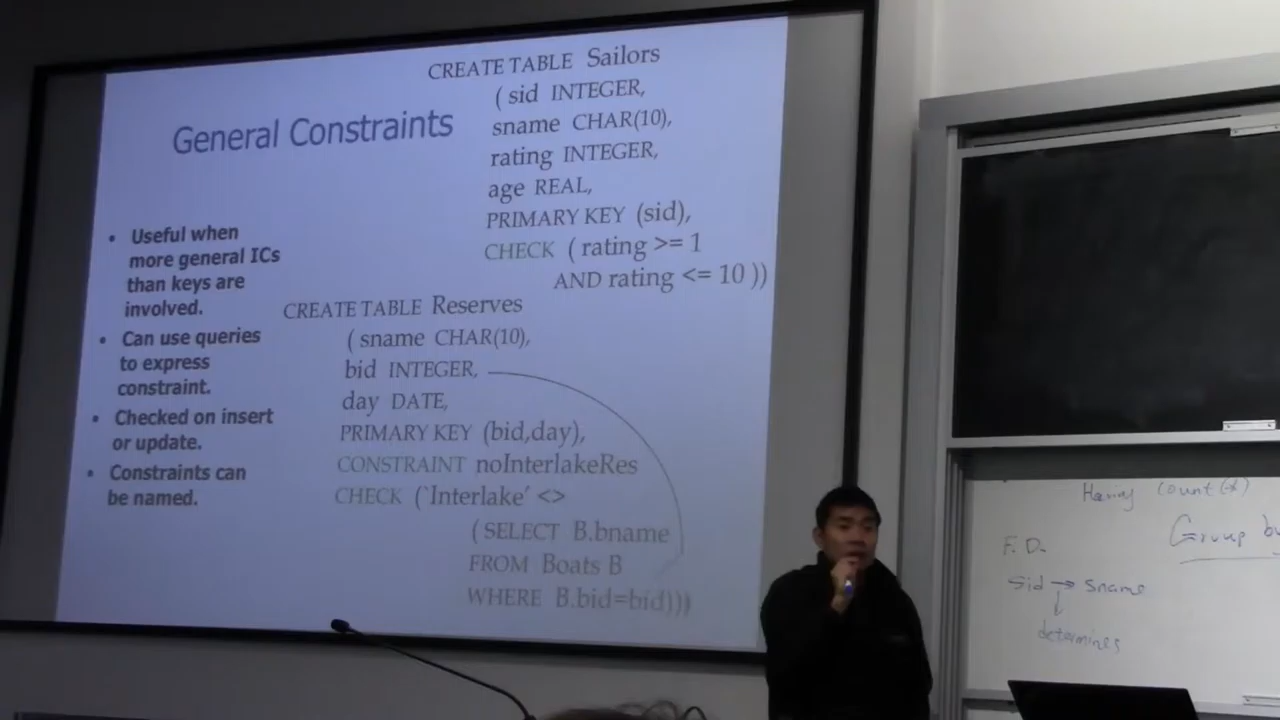 General Constraints
• Useful when
more general ICs
than keys are
involved.
• Can use queries
to express
constraint.
• Checked on insert
or update.
• Constraints can
be named.
CREATE TABLE Sailors
( sid INTEGER,
sname CHAR(10),
rating INTEGER,
age REAL,
PRIMARY KEY (sid),
CHECK ( rating >= 1
AND rating <= 10 ))
CREATE TABLE Reserves
( sname CHAR(10),
bid INTEGER,
day DATE,
PRIMARY KEY (bid,day),
CONSTRAINT noInterlakeRes
CHECK (`Interlake' <>
( SELECT B.bname
FROM Boats B
WHERE B.bid=bid)))
Having Count(*)
Group by
F.D.
sid → sname
↓
determines